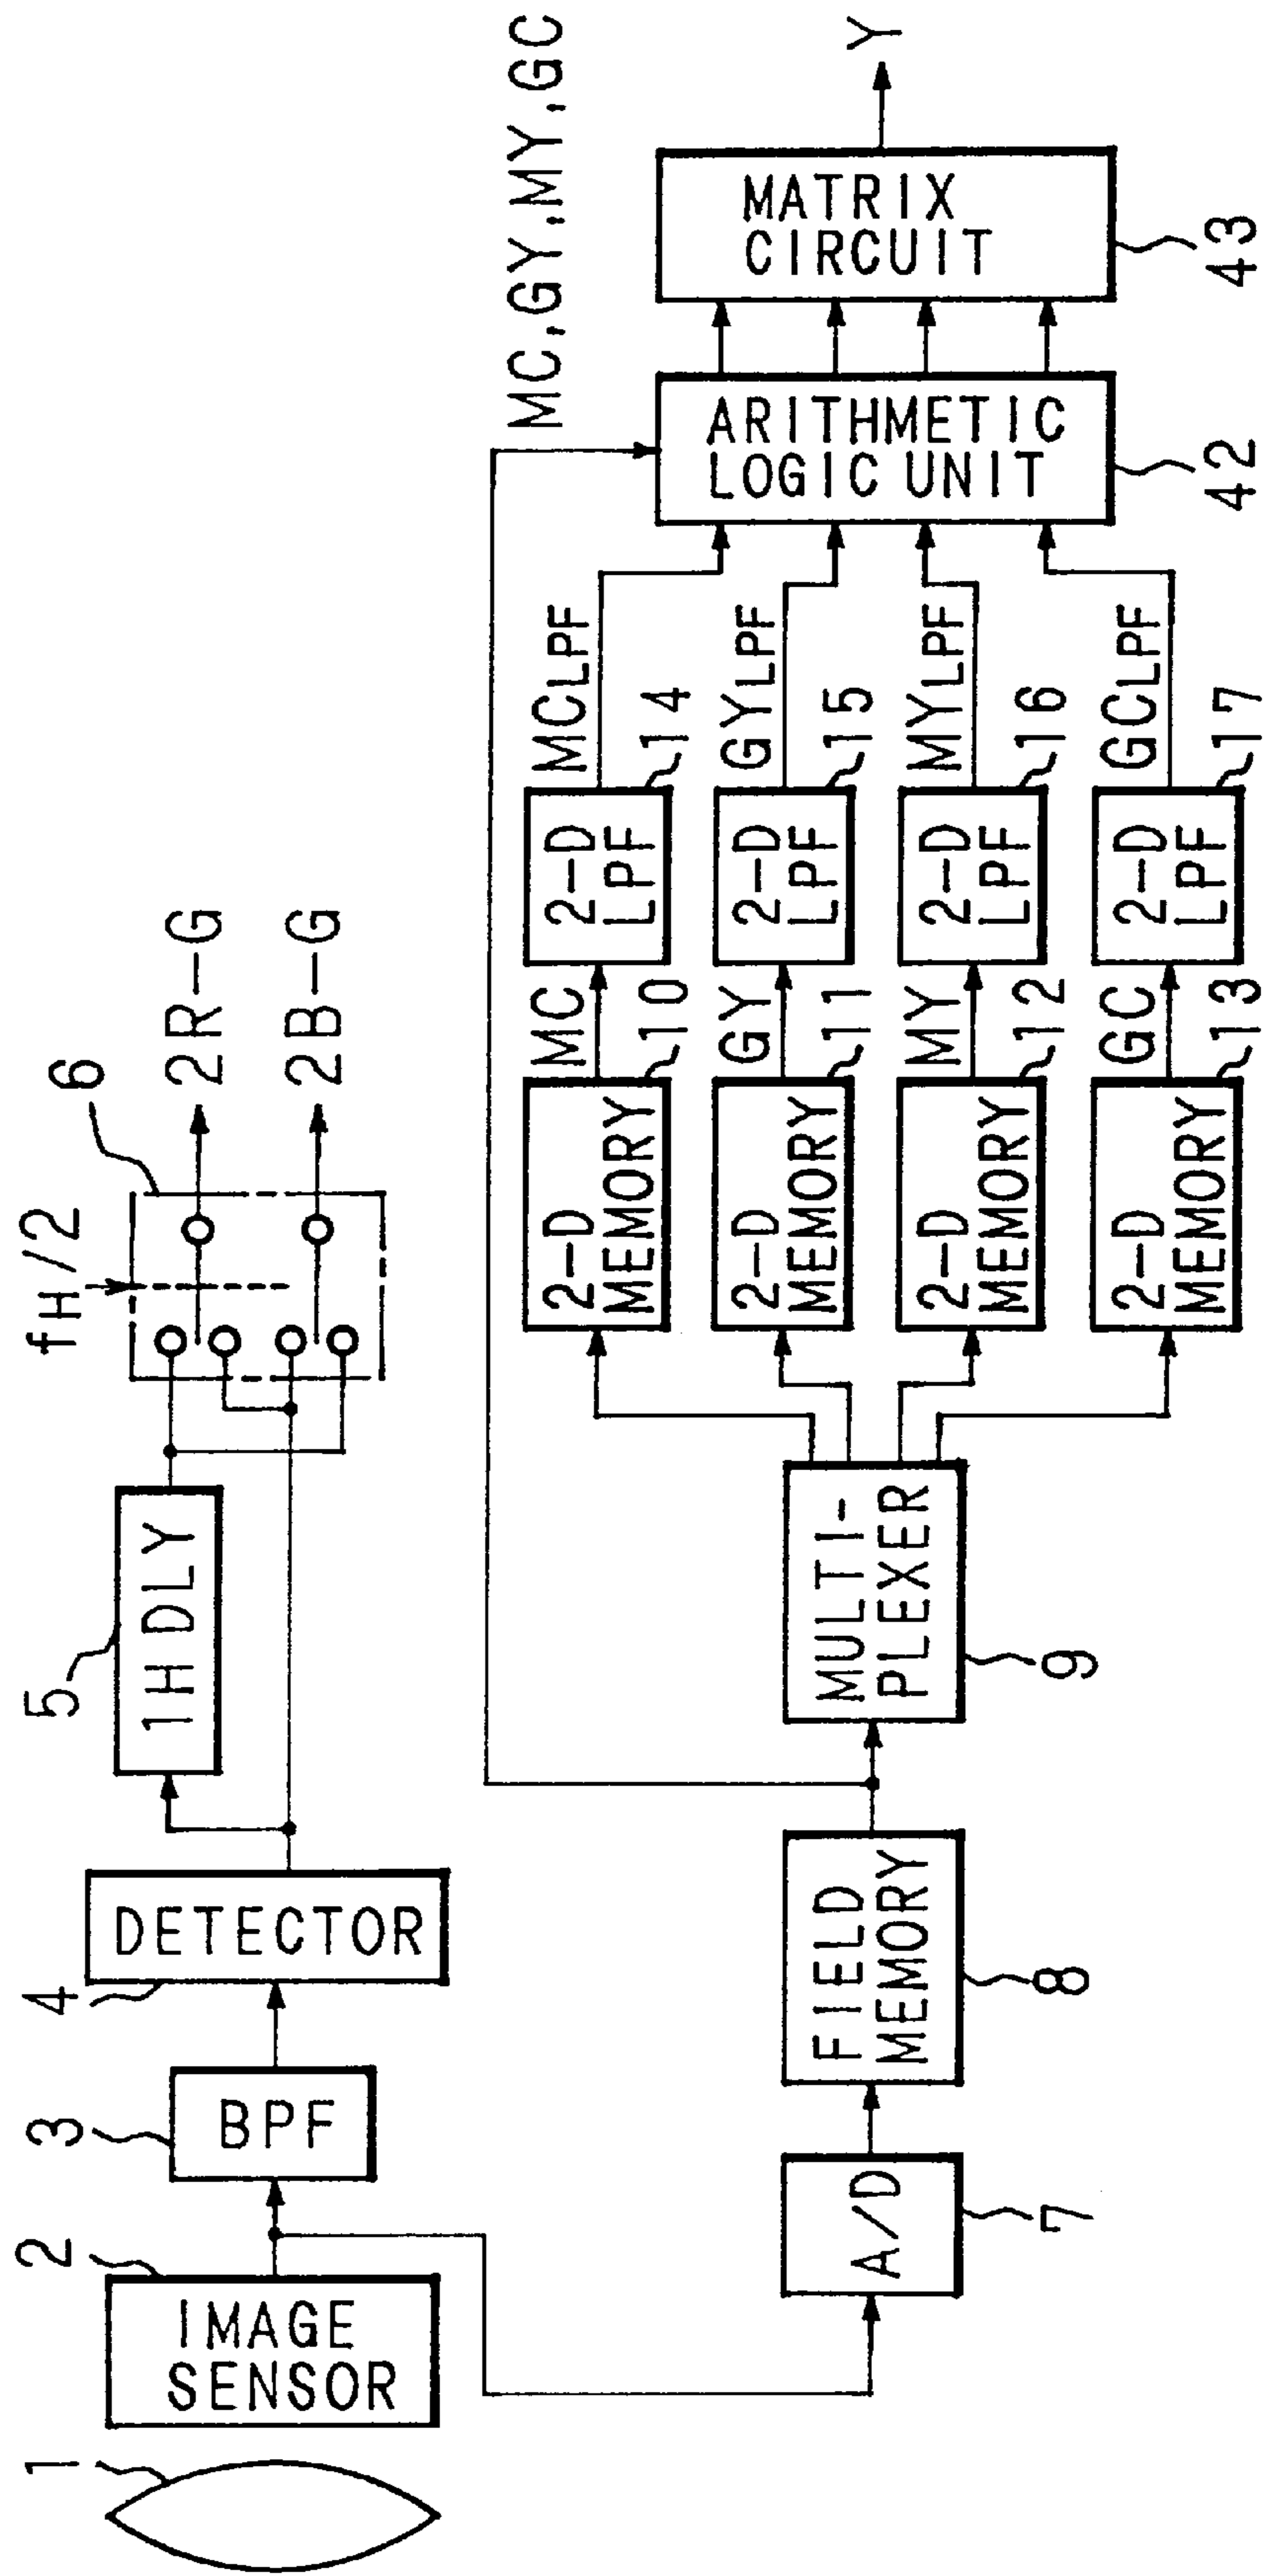 1
2
IMAGE
SENSOR
3
BPF
4
DETECTOR
5
1H DLY
fH/2
6
2R-G
2B-G
7
A/D
8
FIELD
MEMORY
9
MULTI-
PLEXER
2-D
MEMORY
10
MC
2-D
LPF
14
MCLPF
2-D
MEMORY
11
GY
2-D
LPF
15
GYLPF
2-D
MEMORY
12
MY
2-D
LPF
16
MYLPF
2-D
MEMORY
13
GC
2-D
LPF
17
GCLPF
MC,GY,MY,GC
ARITHMETIC
LOGIC UNIT
42
MATRIX
CIRCUIT
43
Y